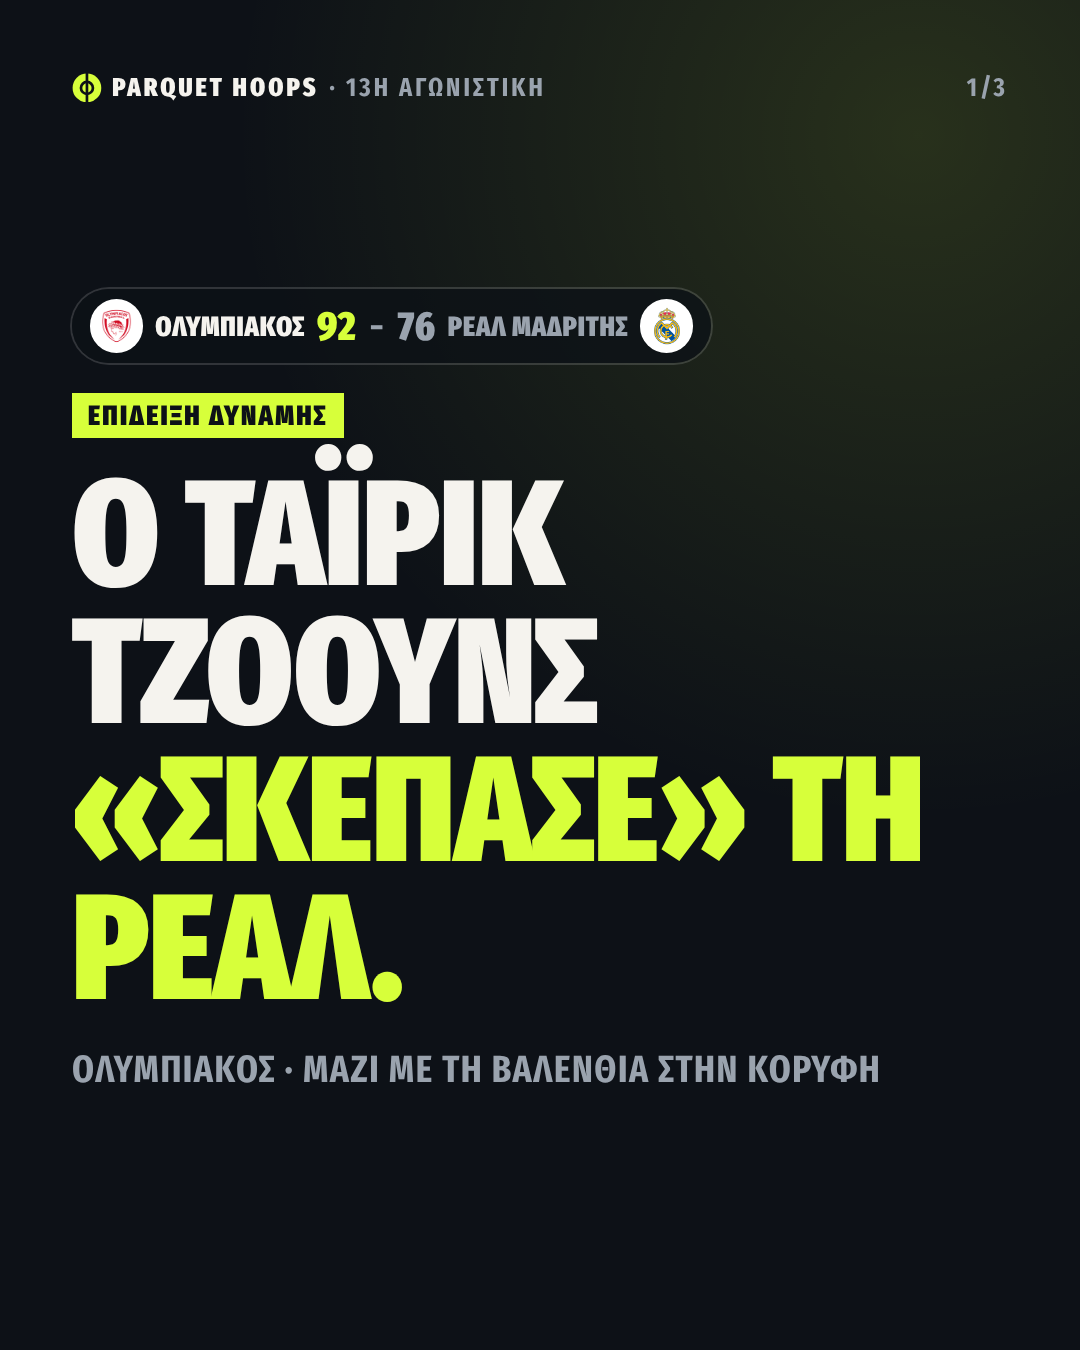 PARQUET HOOPS · 13Η ΑΓΩΝΙΣΤΙΚΗ
1/3
ΟΛΥΜΠΙΑΚΟΣ 92 - 76 ΡΕΑΛ ΜΑΔΡΙΤΗΣ
ΕΠΙΔΕΙΞΗ ΔΥΝΑΜΗΣ
Ο ΤΑΪΡΙΚ
ΤΖΟΟΥΝΣ
«ΣΚΕΠΑΣΕ» ΤΗ
ΡΕΑΛ.
ΟΛΥΜΠΙΑΚΟΣ · ΜΑΖΙ ΜΕ ΤΗ ΒΑΛΕΝΘΙΑ ΣΤΗΝ ΚΟΡΥΦΗ